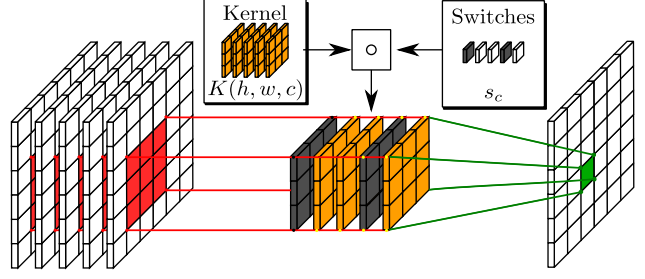 Kernel
K(h, w, c)
Switches
s_c